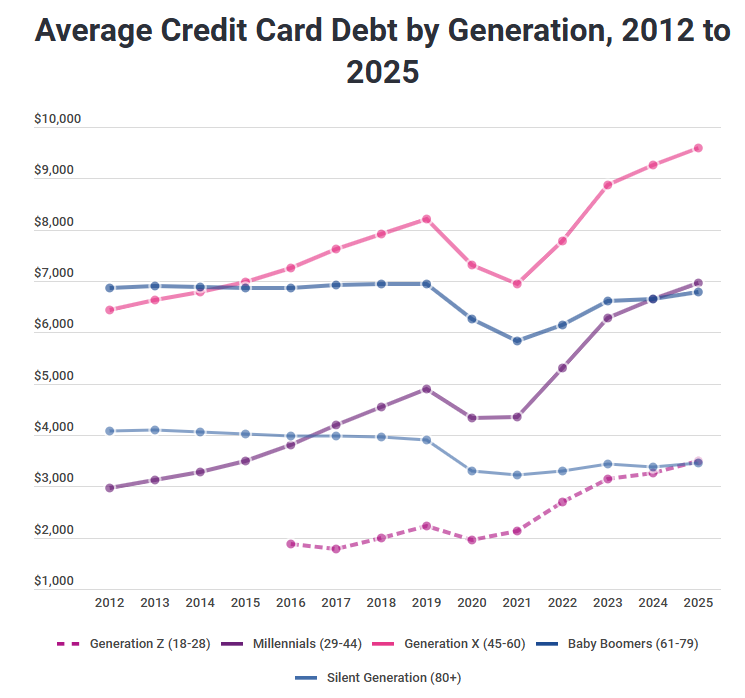 Average Credit Card Debt by Generation, 2012 to
2025
$10,000
$9,000
$8,000
$7,000
$6,000
$5,000
$4,000
$3,000
$2,000
$1,000
2012 2013 2014 2015 2016 2017 2018 2019 2020 2021 2022 2023 2024 2025
Generation Z (18-28) Millennials (29-44) Generation X (45-60) Baby Boomers (61-79)
Silent Generation (80+)